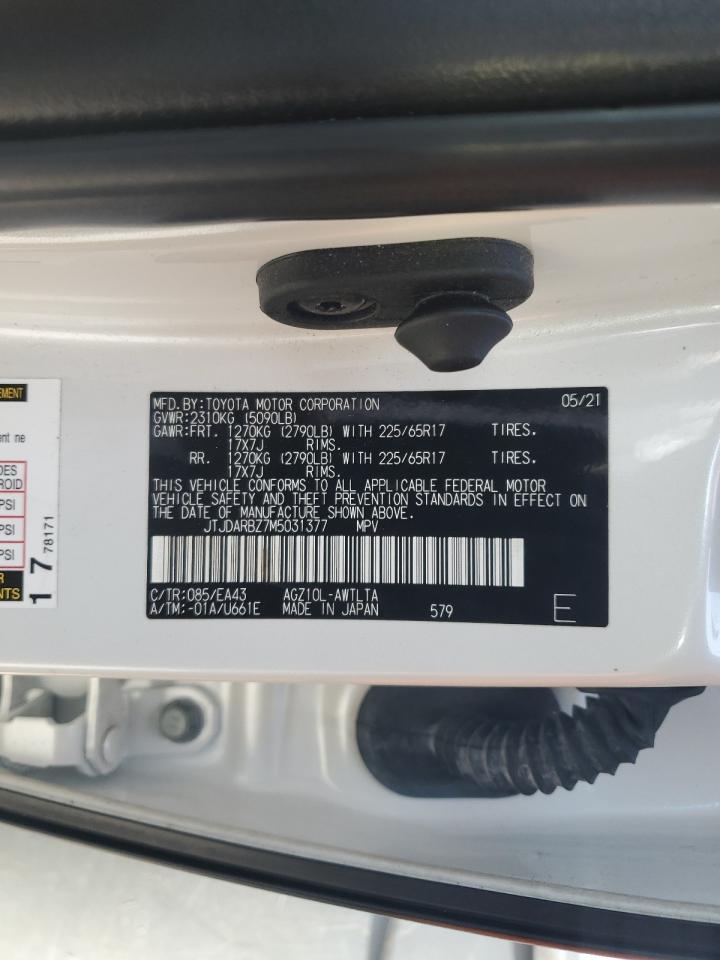 MFD.BY:TOYOTA MOTOR CORPORATION 05/21
GVWR:2310KG (5090LB)
GAWR:FRT. 1270KG (2790LB) WITH 225/65R17 TIRES.
17X7J RIMS.
RR. 1270KG (2790LB) WITH 225/65R17 TIRES.
17X7J RIMS.
THIS VEHICLE CONFORMS TO ALL APPLICABLE FEDERAL MOTOR
VEHICLE SAFETY AND THEFT PREVENTION STANDARDS IN EFFECT ON
THE DATE OF MANUFACTURE SHOWN ABOVE.
JTJDARBZ7M5031377 MPV
C/TR:085/EA43 AGZ10L-AWTLTA
A/TM:-01A/U661E MADE IN JAPAN 579 E
PSI
PSI
PSI
17 78171